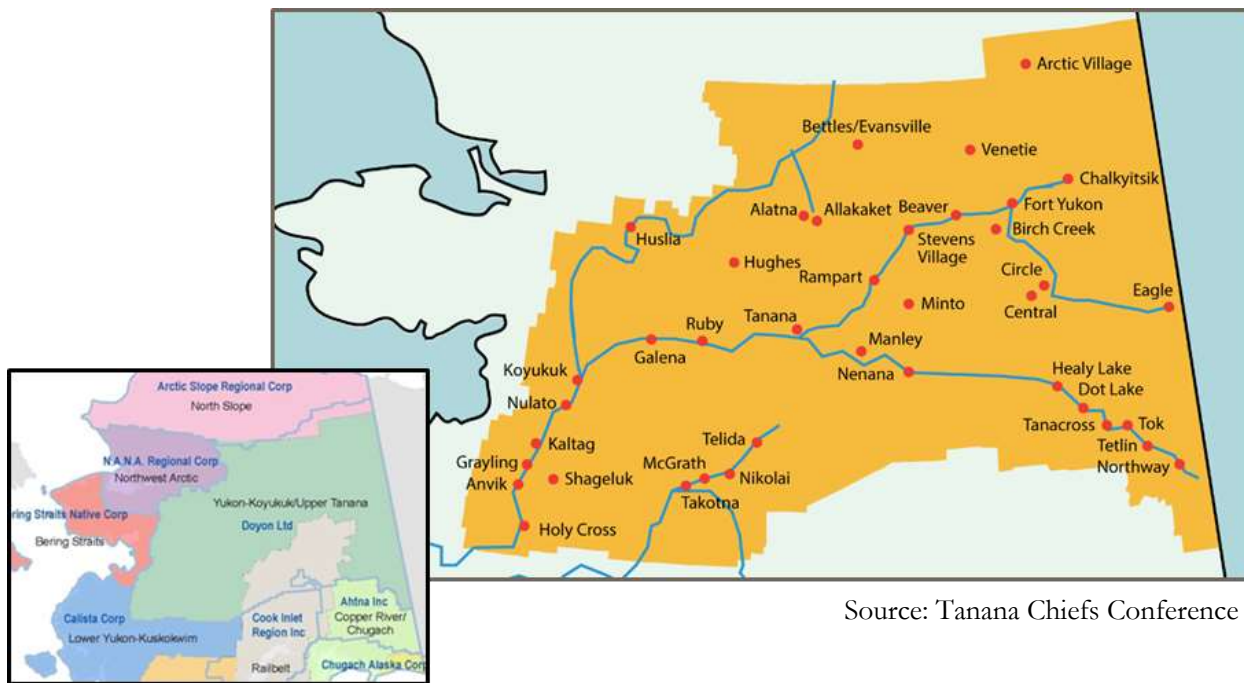 Arctic Village
Bettles/Evansville
Venetie
Chalkyitsik
Alatna
Allakaket
Beaver
Fort Yukon
Huslia
Stevens
Village
Birch Creek
Hughes
Rampart
Circle
Central
Eagle
Minto
Tanana
Ruby
Galena
Manley
Koyukuk
Nenana
Healy Lake
Dot Lake
Nulato
Tanacross
Tok
Kaltag
Telida
Tetlin
Grayling
McGrath
Northway
Anvik
Shageluk
Nikolai
Takotna
Holy Cross
Arctic Slope Regional Corp
North Slope
N.A.N.A. Regional Corp
Northwest Arctic
Yukon-Koyukuk/Upper Tanana
ring Straits Native Corp
Doyon Ltd
Bering Straits
Calista Corp
Lower Yukon-Kuskokwim
Cook Inlet
Region Inc
Railbelt
Ahtna Inc
Copper River/
Chugach
Chugach Alaska Corp
Source: Tanana Chiefs Conference